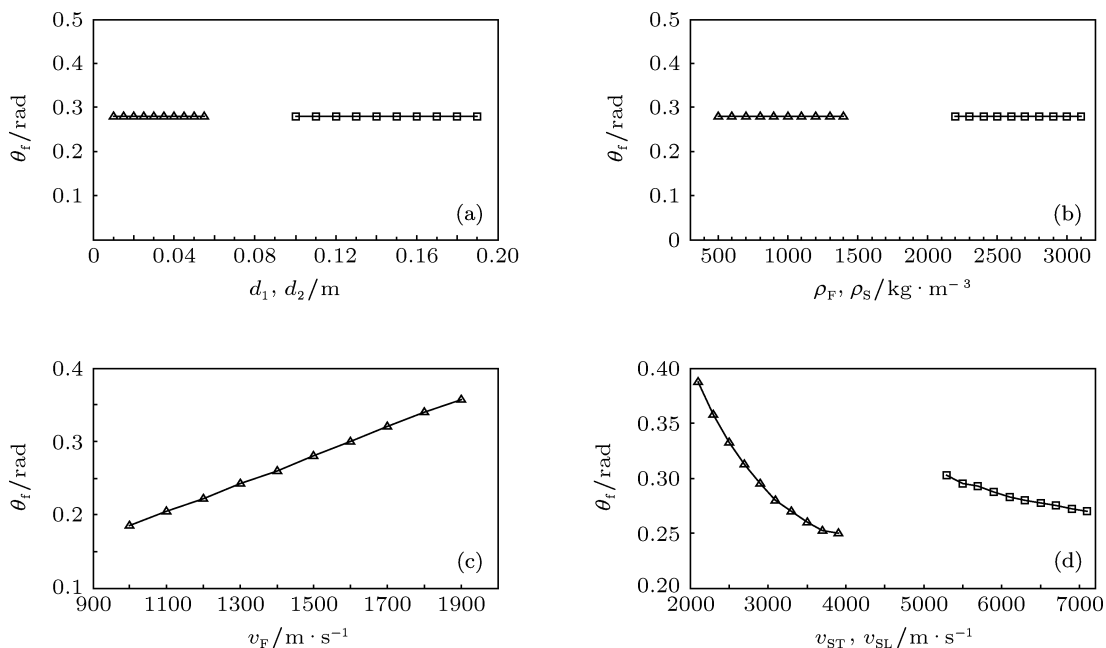 0.5
0.4
0.3
0.2
0.1
θf/rad
(a)
0 0.04 0.08 0.12 0.16 0.20
d1, d2/m
0.5
0.4
0.3
0.2
0.1
0
θf/rad
(b)
500 1000 1500 2000 2500 3000
ρF, ρS/kg·m−3
0.4
0.3
0.2
0.1
θf/rad
(c)
900 1100 1300 1500 1700 1900
vF/m·s−1
0.40
0.35
0.30
0.25
0.20
θf/rad
(d)
2000 3000 4000 5000 6000 7000
vST, vSL/m·s−1